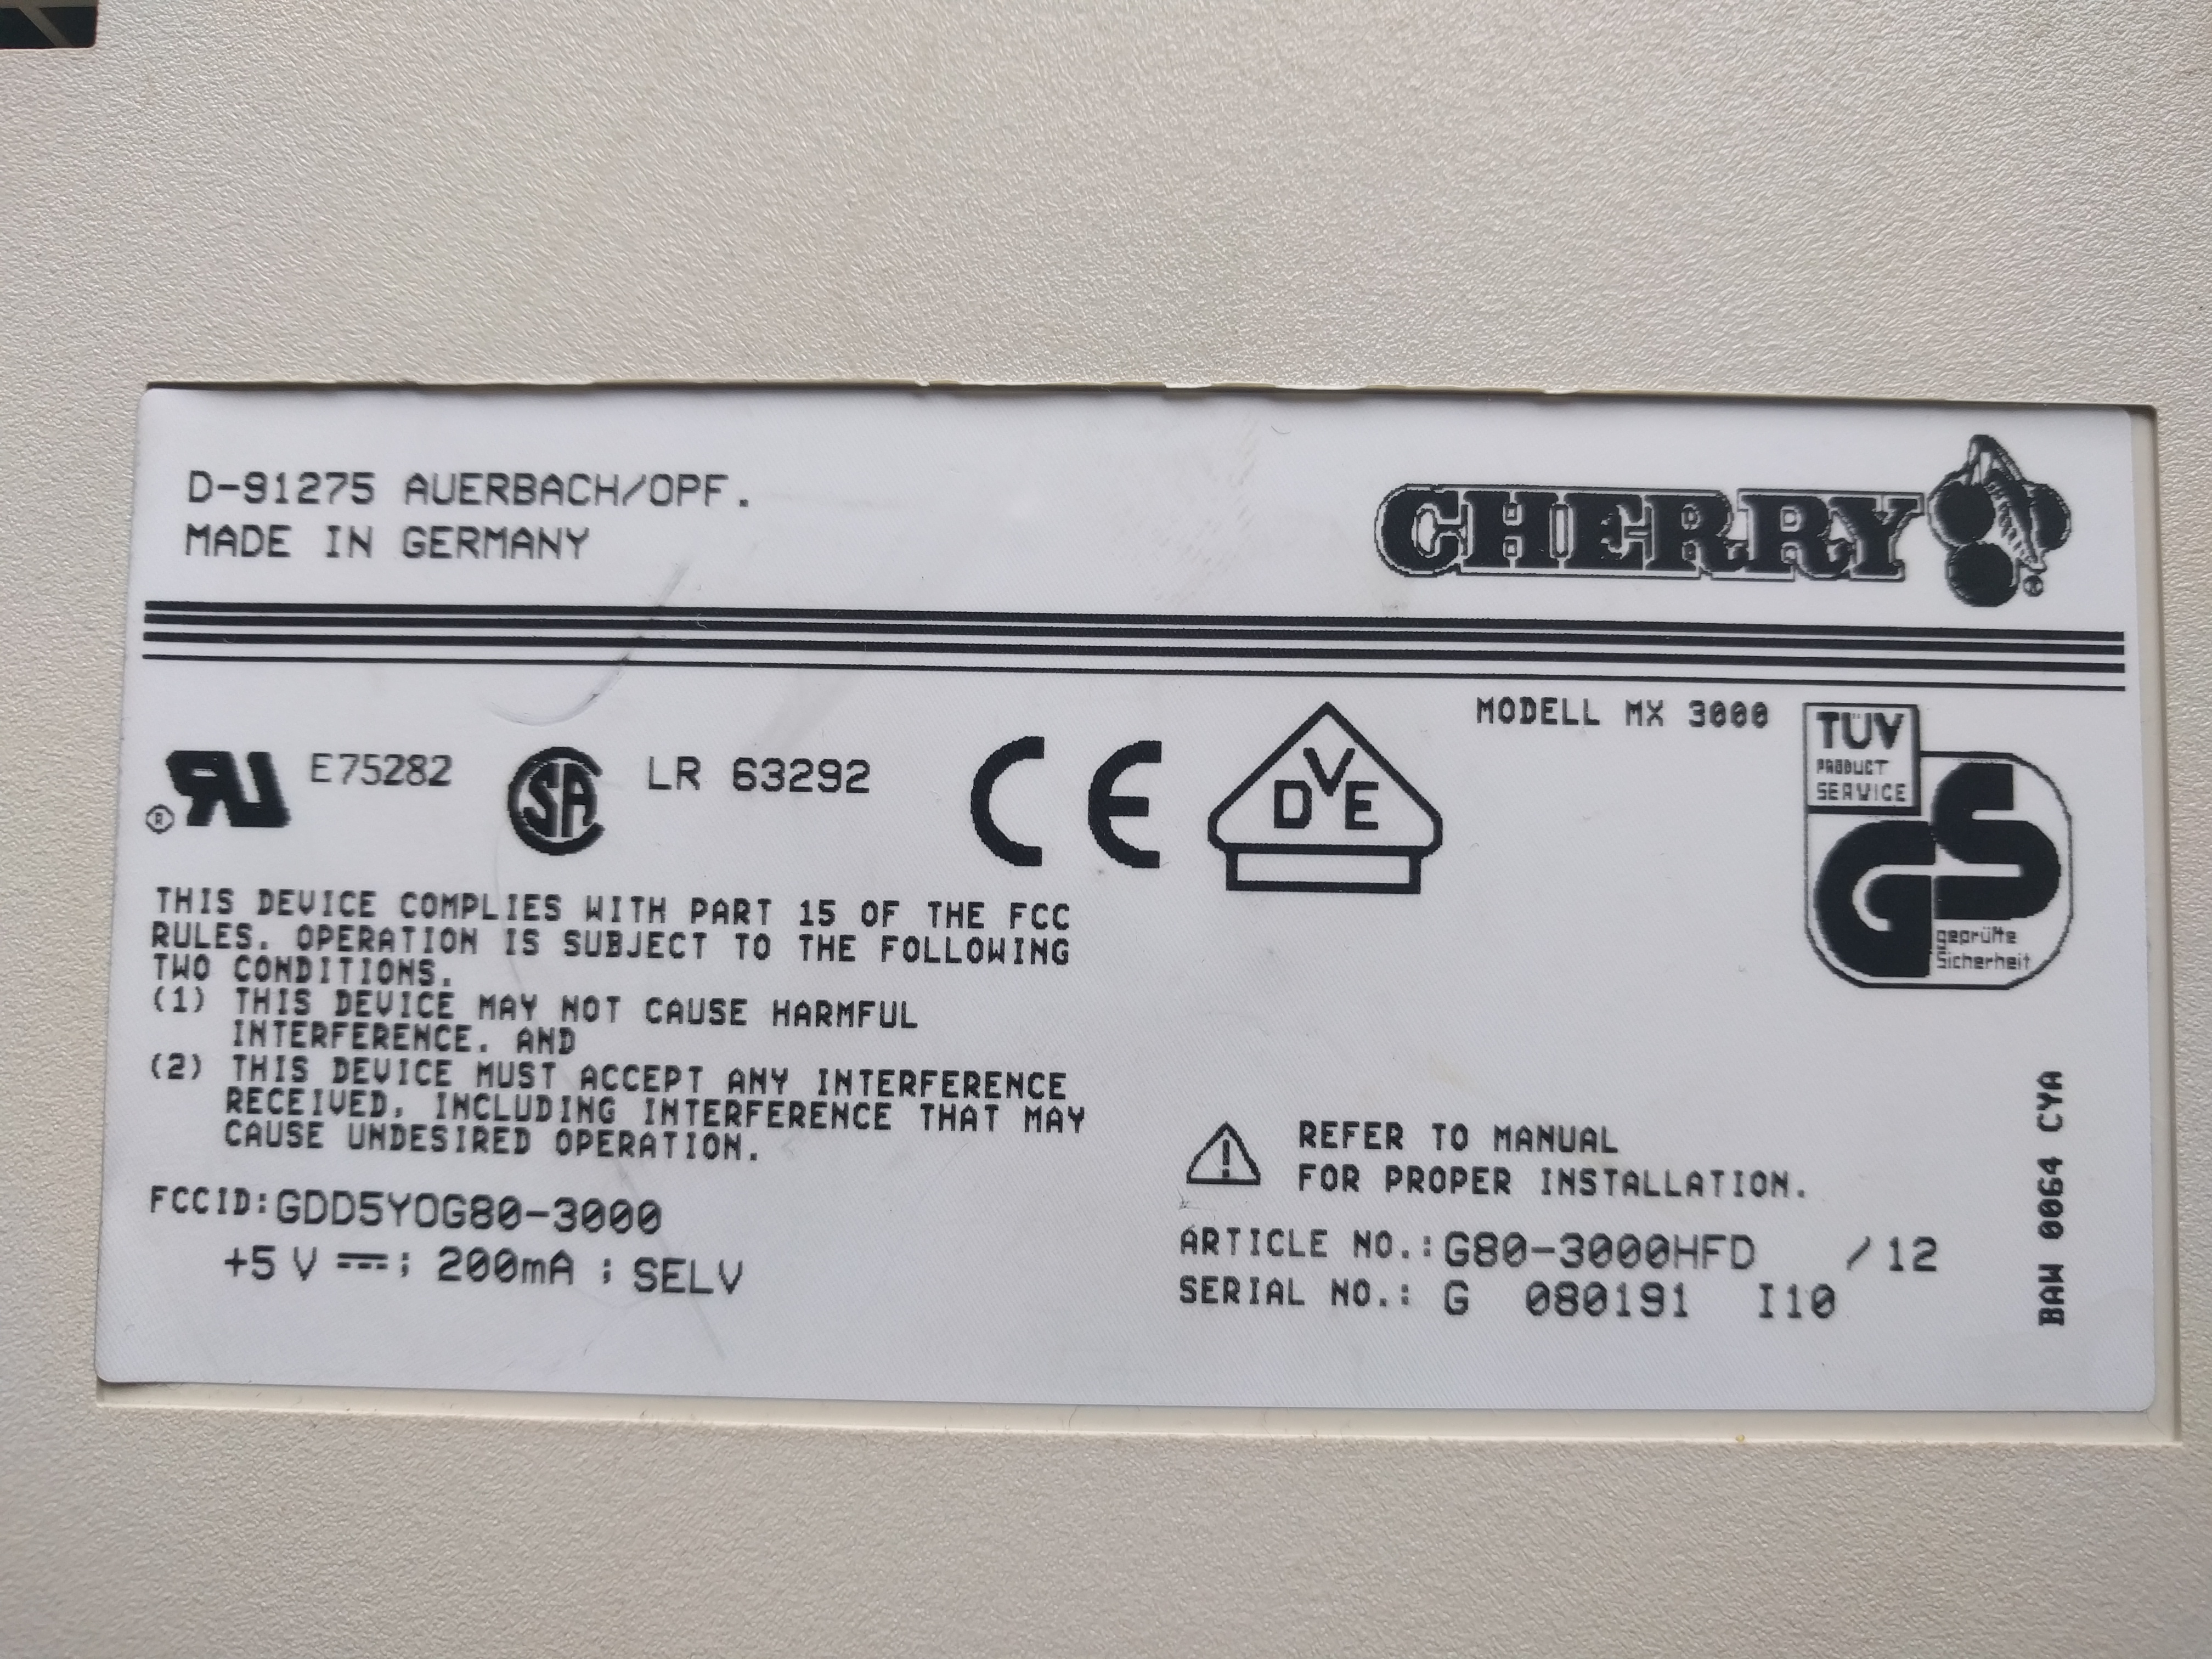 D-91275 AUERBACH/OPF.
MADE IN GERMANY
CHERRY
®
MODELL MX 3000
TÜV
PRODUCT
SERVICE
GS
geprüfte
Sicherheit
® RU E75282 SA LR 63292 CE DVE
THIS DEVICE COMPLIES WITH PART 15 OF THE FCC
RULES. OPERATION IS SUBJECT TO THE FOLLOWING
TWO CONDITIONS.
(1) THIS DEVICE MAY NOT CAUSE HARMFUL
INTERFERENCE. AND
(2) THIS DEVICE MUST ACCEPT ANY INTERFERENCE
RECEIVED. INCLUDING INTERFERENCE THAT MAY
CAUSE UNDESIRED OPERATION.
FCCID:GDD5YOG80-3000
+5 V ⎓; 200mA ; SELV
REFER TO MANUAL
FOR PROPER INSTALLATION.
ARTICLE NO.:G80-3000HFD /12
SERIAL NO.: G 080191 I10
BAW 0064 CYA